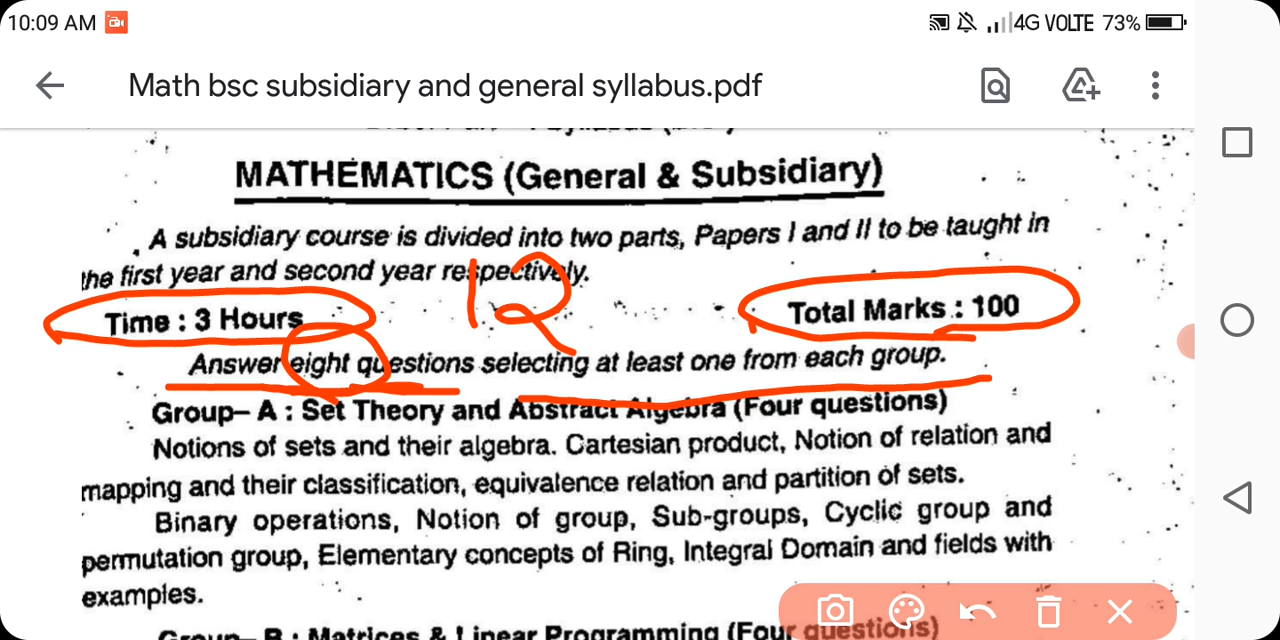 10:09 AM 4G VOLTE 73%
Math bsc subsidiary and general syllabus.pdf
MATHEMATICS (General & Subsidiary)
A subsidiary course is divided into two parts, Papers I and II to be taught in
the first year and second year respectively.
12
Time : 3 Hours Total Marks : 100
Answer eight questions selecting at least one from each group.
Group– A : Set Theory and Abstract Algebra (Four questions)
Notions of sets and their algebra. Cartesian product, Notion of relation and
mapping and their classification, equivalence relation and partition of sets.
Binary operations, Notion of group, Sub-groups, Cyclic group and
permutation group, Elementary concepts of Ring, Integral Domain and fields with
examples.
Group– B : Matrices & Linear Programming (Four questions)